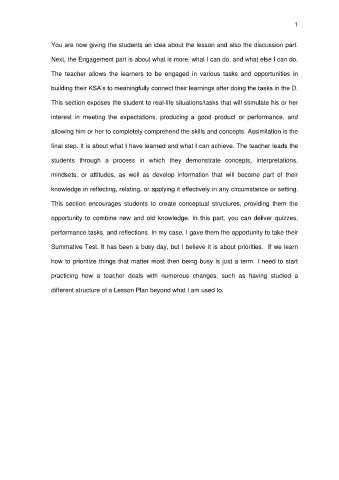 1
You are now giving the students an idea about the lesson and also the discussion part.
Next, the Engagement part is about what is more, what I can do, and what else I can do.
The teacher allows the learners to be engaged in various tasks and opportunities in
building their KSA's to meaningfully connect their learnings after doing the tasks in the D.
This section exposes the student to real-life situations/tasks that will stimulate his or her
interest in meeting the expectations, producing a good product or performance, and
allowing him or her to completely comprehend the skills and concepts. Assimilation is the
final step. It is about what I have learned and what I can achieve. The teacher leads the
students through a process in which they demonstrate concepts, interpretations,
mindsets, or attitudes, as well as develop information that will become part of their
knowledge in reflecting, relating, or applying it effectively in any circumstance or setting.
This section encourages students to create conceptual structures, providing them the
opportunity to combine new and old knowledge. In this part, you can deliver quizzes,
performance tasks, and reflections. In my case, I gave them the opportunity to take their
Summative Test. It has been a busy day, but I believe it is about priorities. If we learn
how to prioritize things that matter most then being busy is just a term. I need to start
practicing how a teacher deals with numerous changes, such as having studied a
different structure of a Lesson Plan beyond what I am used to.